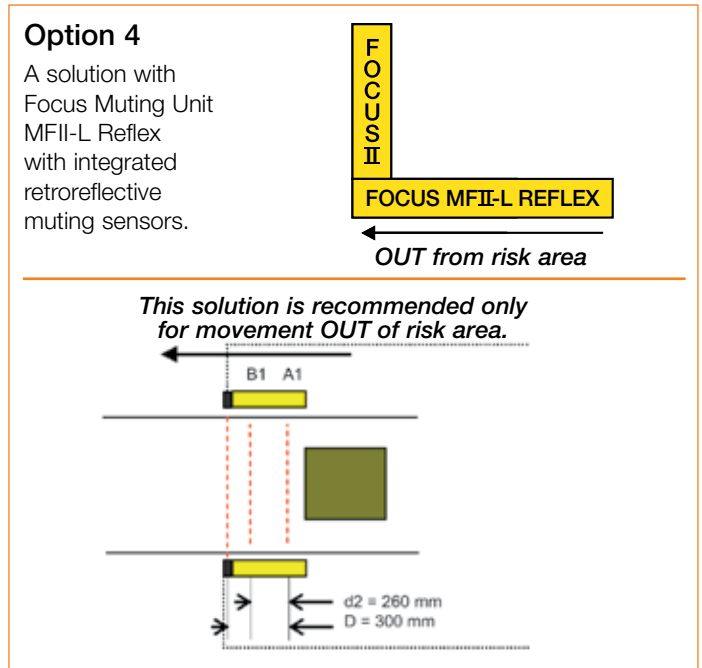 Option 4
A solution with
Focus Muting Unit
MFII-L Reflex
with integrated
retroreflective
muting sensors.
FOCUS II
FOCUS MFII-L REFLEX
OUT from risk area
This solution is recommended only
for movement OUT of risk area.
B1 A1
d2 = 260 mm
D = 300 mm